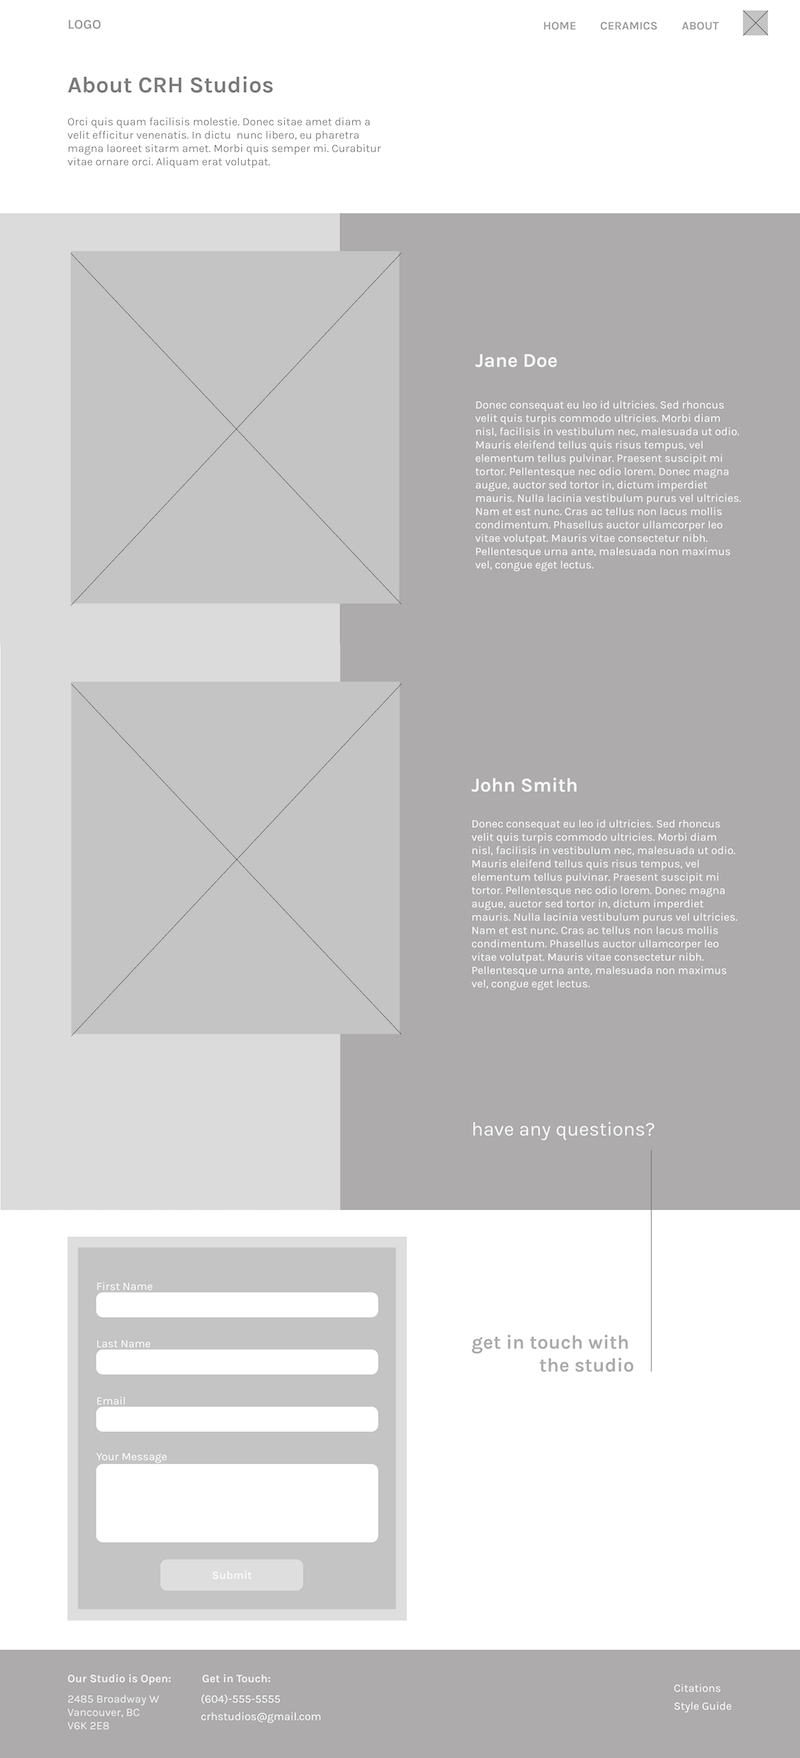 LOGO
HOME CERAMICS ABOUT
About CRH Studios
Orci quis quam facilisis molestie. Donec sitae amet diam a
velit efficitur venenatis. In dictu  nunc libero, eu pharetra
magna laoreet sitarm amet. Morbi quis semper mi. Curabitur
vitae ornare orci. Aliquam erat volutpat.
Jane Doe
Donec consequat eu leo id ultricies. Sed rhoncus
velit quis turpis commodo ultricies. Morbi diam
nisl, facilisis in vestibulum nec, malesuada ut odio.
Mauris eleifend tellus quis risus tempus, vel
elementum tellus pulvinar. Praesent suscipit mi
tortor. Pellentesque nec odio lorem. Donec magna
augue, auctor sed tortor in, dictum imperdiet
mauris. Nulla lacinia vestibulum purus vel ultricies.
Nam et est nunc. Cras ac tellus non lacus mollis
condimentum. Phasellus auctor ullamcorper leo
vitae volutpat. Mauris vitae consectetur nibh.
Pellentesque urna ante, malesuada non maximus
vel, congue eget lectus.
John Smith
Donec consequat eu leo id ultricies. Sed rhoncus
velit quis turpis commodo ultricies. Morbi diam
nisl, facilisis in vestibulum nec, malesuada ut odio.
Mauris eleifend tellus quis risus tempus, vel
elementum tellus pulvinar. Praesent suscipit mi
tortor. Pellentesque nec odio lorem. Donec magna
augue, auctor sed tortor in, dictum imperdiet
mauris. Nulla lacinia vestibulum purus vel ultricies.
Nam et est nunc. Cras ac tellus non lacus mollis
condimentum. Phasellus auctor ullamcorper leo
vitae volutpat. Mauris vitae consectetur nibh.
Pellentesque urna ante, malesuada non maximus
vel, congue eget lectus.
have any questions?
get in touch with
the studio
First Name
Last Name
Email
Your Message
Submit
Our Studio is Open:
2485 Broadway W
Vancouver, BC
V6K 2E8
Get in Touch:
(604)-555-5555
crhstudios@gmail.com
Citations
Style Guide